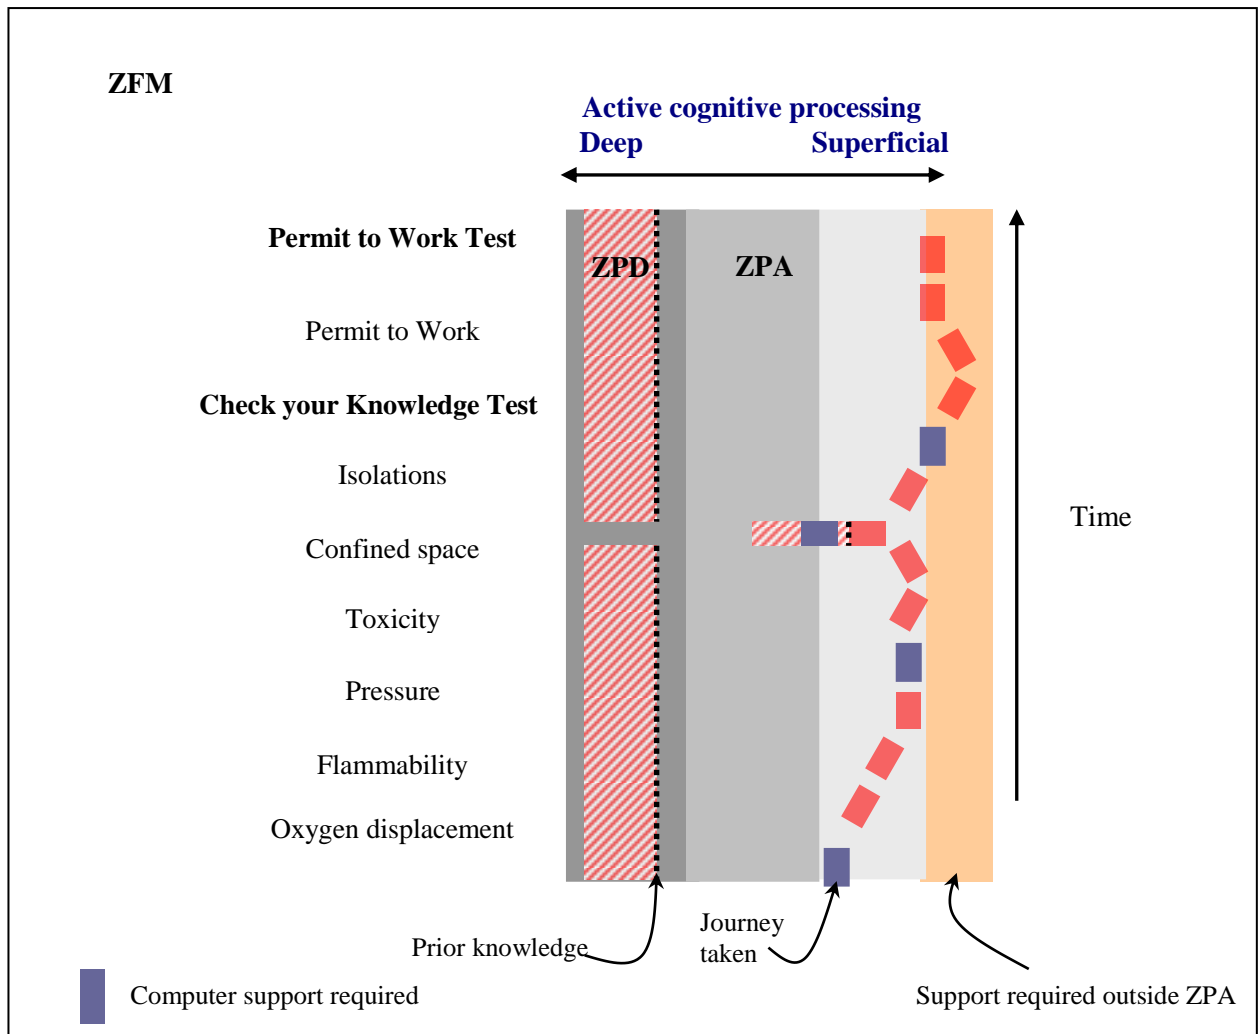 ZFM
Active cognitive processing
Deep Superficial
Permit to Work Test
ZPD ZPA
Permit to Work
Check your Knowledge Test
Isolations
Time
Confined space
Toxicity
Pressure
Flammability
Oxygen displacement
Prior knowledge
Journey
taken
Computer support required
Support required outside ZPA